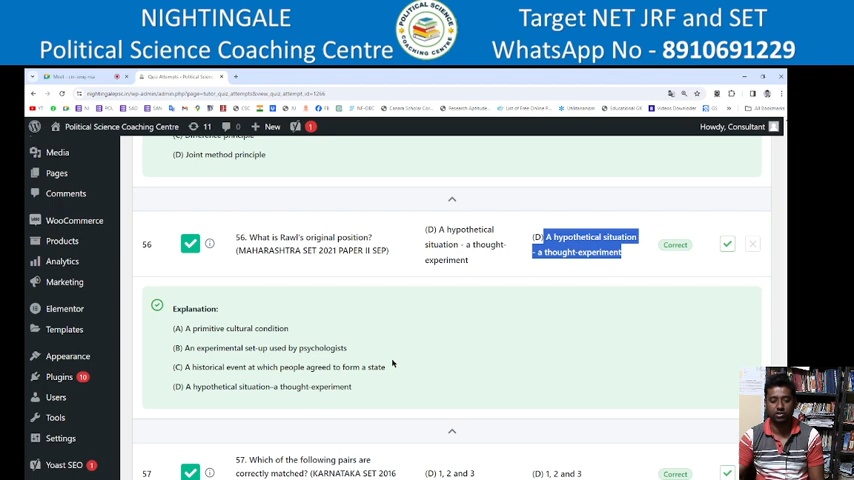 NIGHTINGALE
Political Science Coaching Centre
POLITICAL SCIENCE
COACHING CENTRE
Target NET JRF and SET
WhatsApp No - 8910691229
Quiz Attempts - Political Scienc
Political Science Coaching Centre
11
0
New
1
Howdy, Consultant
Media
Pages
Comments
WooCommerce
Products
Analytics
Marketing
Elementor
Templates
Appearance
Plugins 10
Users
Tools
Settings
Yoast SEO 1
(C) Difference principle
(D) Joint method principle
56
56. What is Rawl's original position?
(MAHARASHTRA SET 2021 PAPER II SEP)
(D) A hypothetical
situation - a thought-
experiment
(D) A hypothetical situation
- a thought-experiment
Correct
Explanation:
(A) A primitive cultural condition
(B) An experimental set-up used by psychologists
(C) A historical event at which people agreed to form a state
(D) A hypothetical situation–a thought-experiment
57
57. Which of the following pairs are
correctly matched? (KARNATAKA SET 2016
(D) 1, 2 and 3
(D) 1, 2 and 3
Correct